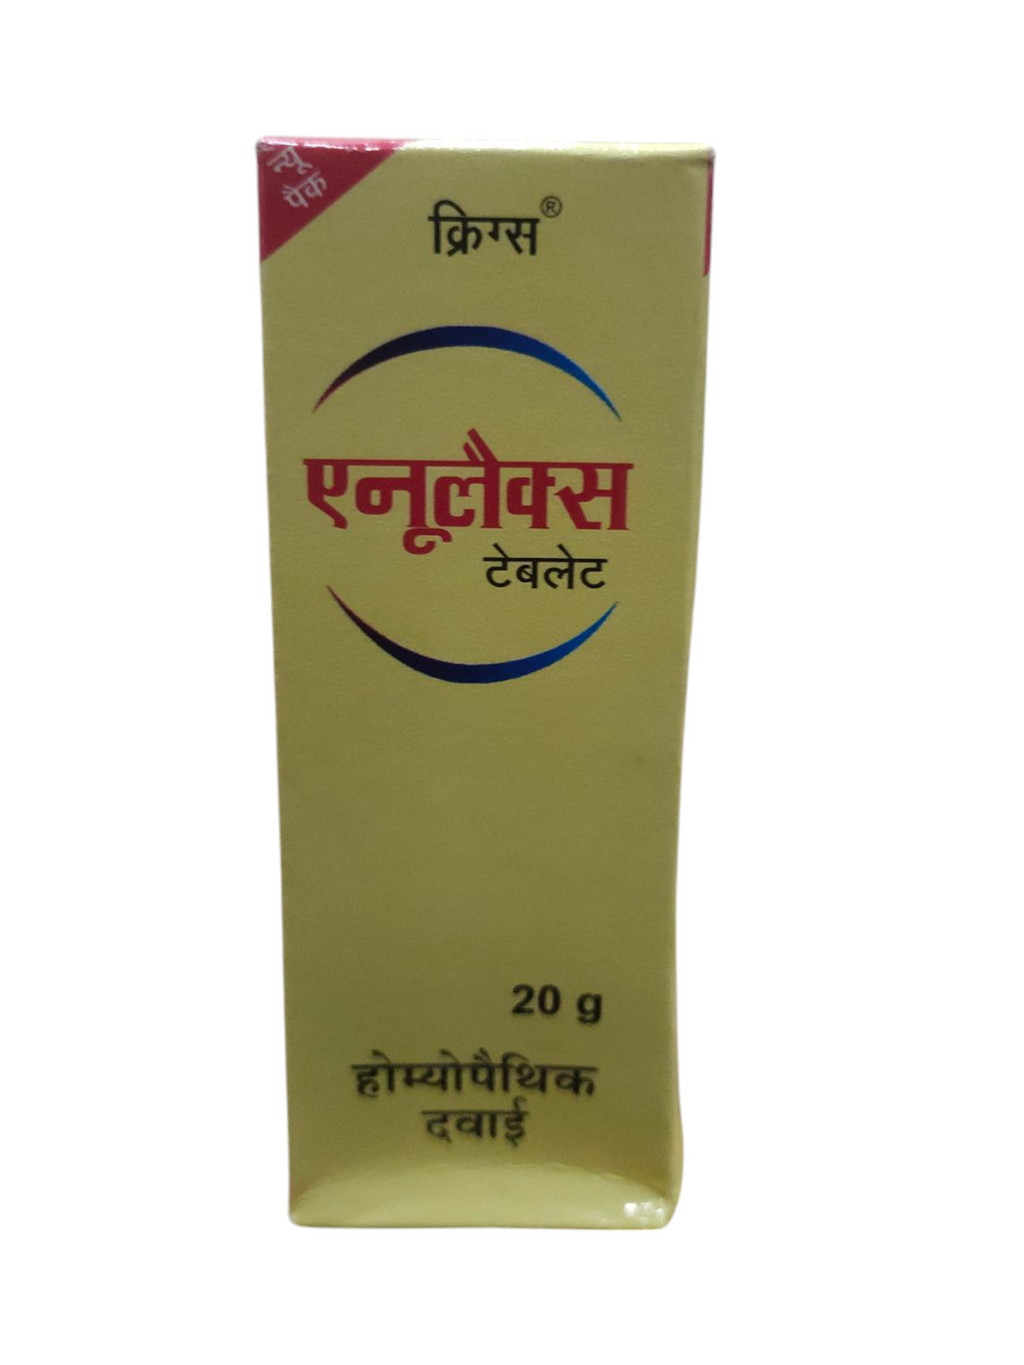 न्यू
पैक
क्रिग्स®
एनूलैक्स
टेबलेट
20 g
होम्योपैथिक
दवाई